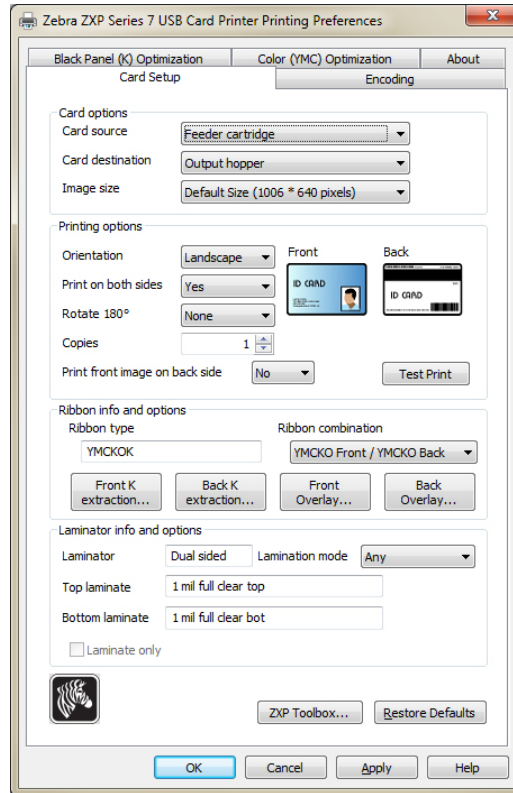 Zebra ZXP Series 7 USB Card Printer Printing Preferences
Black Panel (K) Optimization Color (YMC) Optimization About
Card Setup Encoding
Card options
Card source Feeder cartridge
Card destination Output hopper
Image size Default Size (1006 * 640 pixels)
Printing options
Orientation Landscape Front Back
Print on both sides Yes
ID CARD ID CARD
Rotate 180° None
Copies 1
Print front image on back side No Test Print
Ribbon info and options
Ribbon type Ribbon combination
YMCKOK YMCKO Front / YMCKO Back
Front K extraction... Back K extraction... Front Overlay... Back Overlay...
Laminator info and options
Laminator Dual sided Lamination mode Any
Top laminate 1 mil full clear top
Bottom laminate 1 mil full clear bot
Laminate only
ZXP Toolbox... Restore Defaults
OK Cancel Apply Help